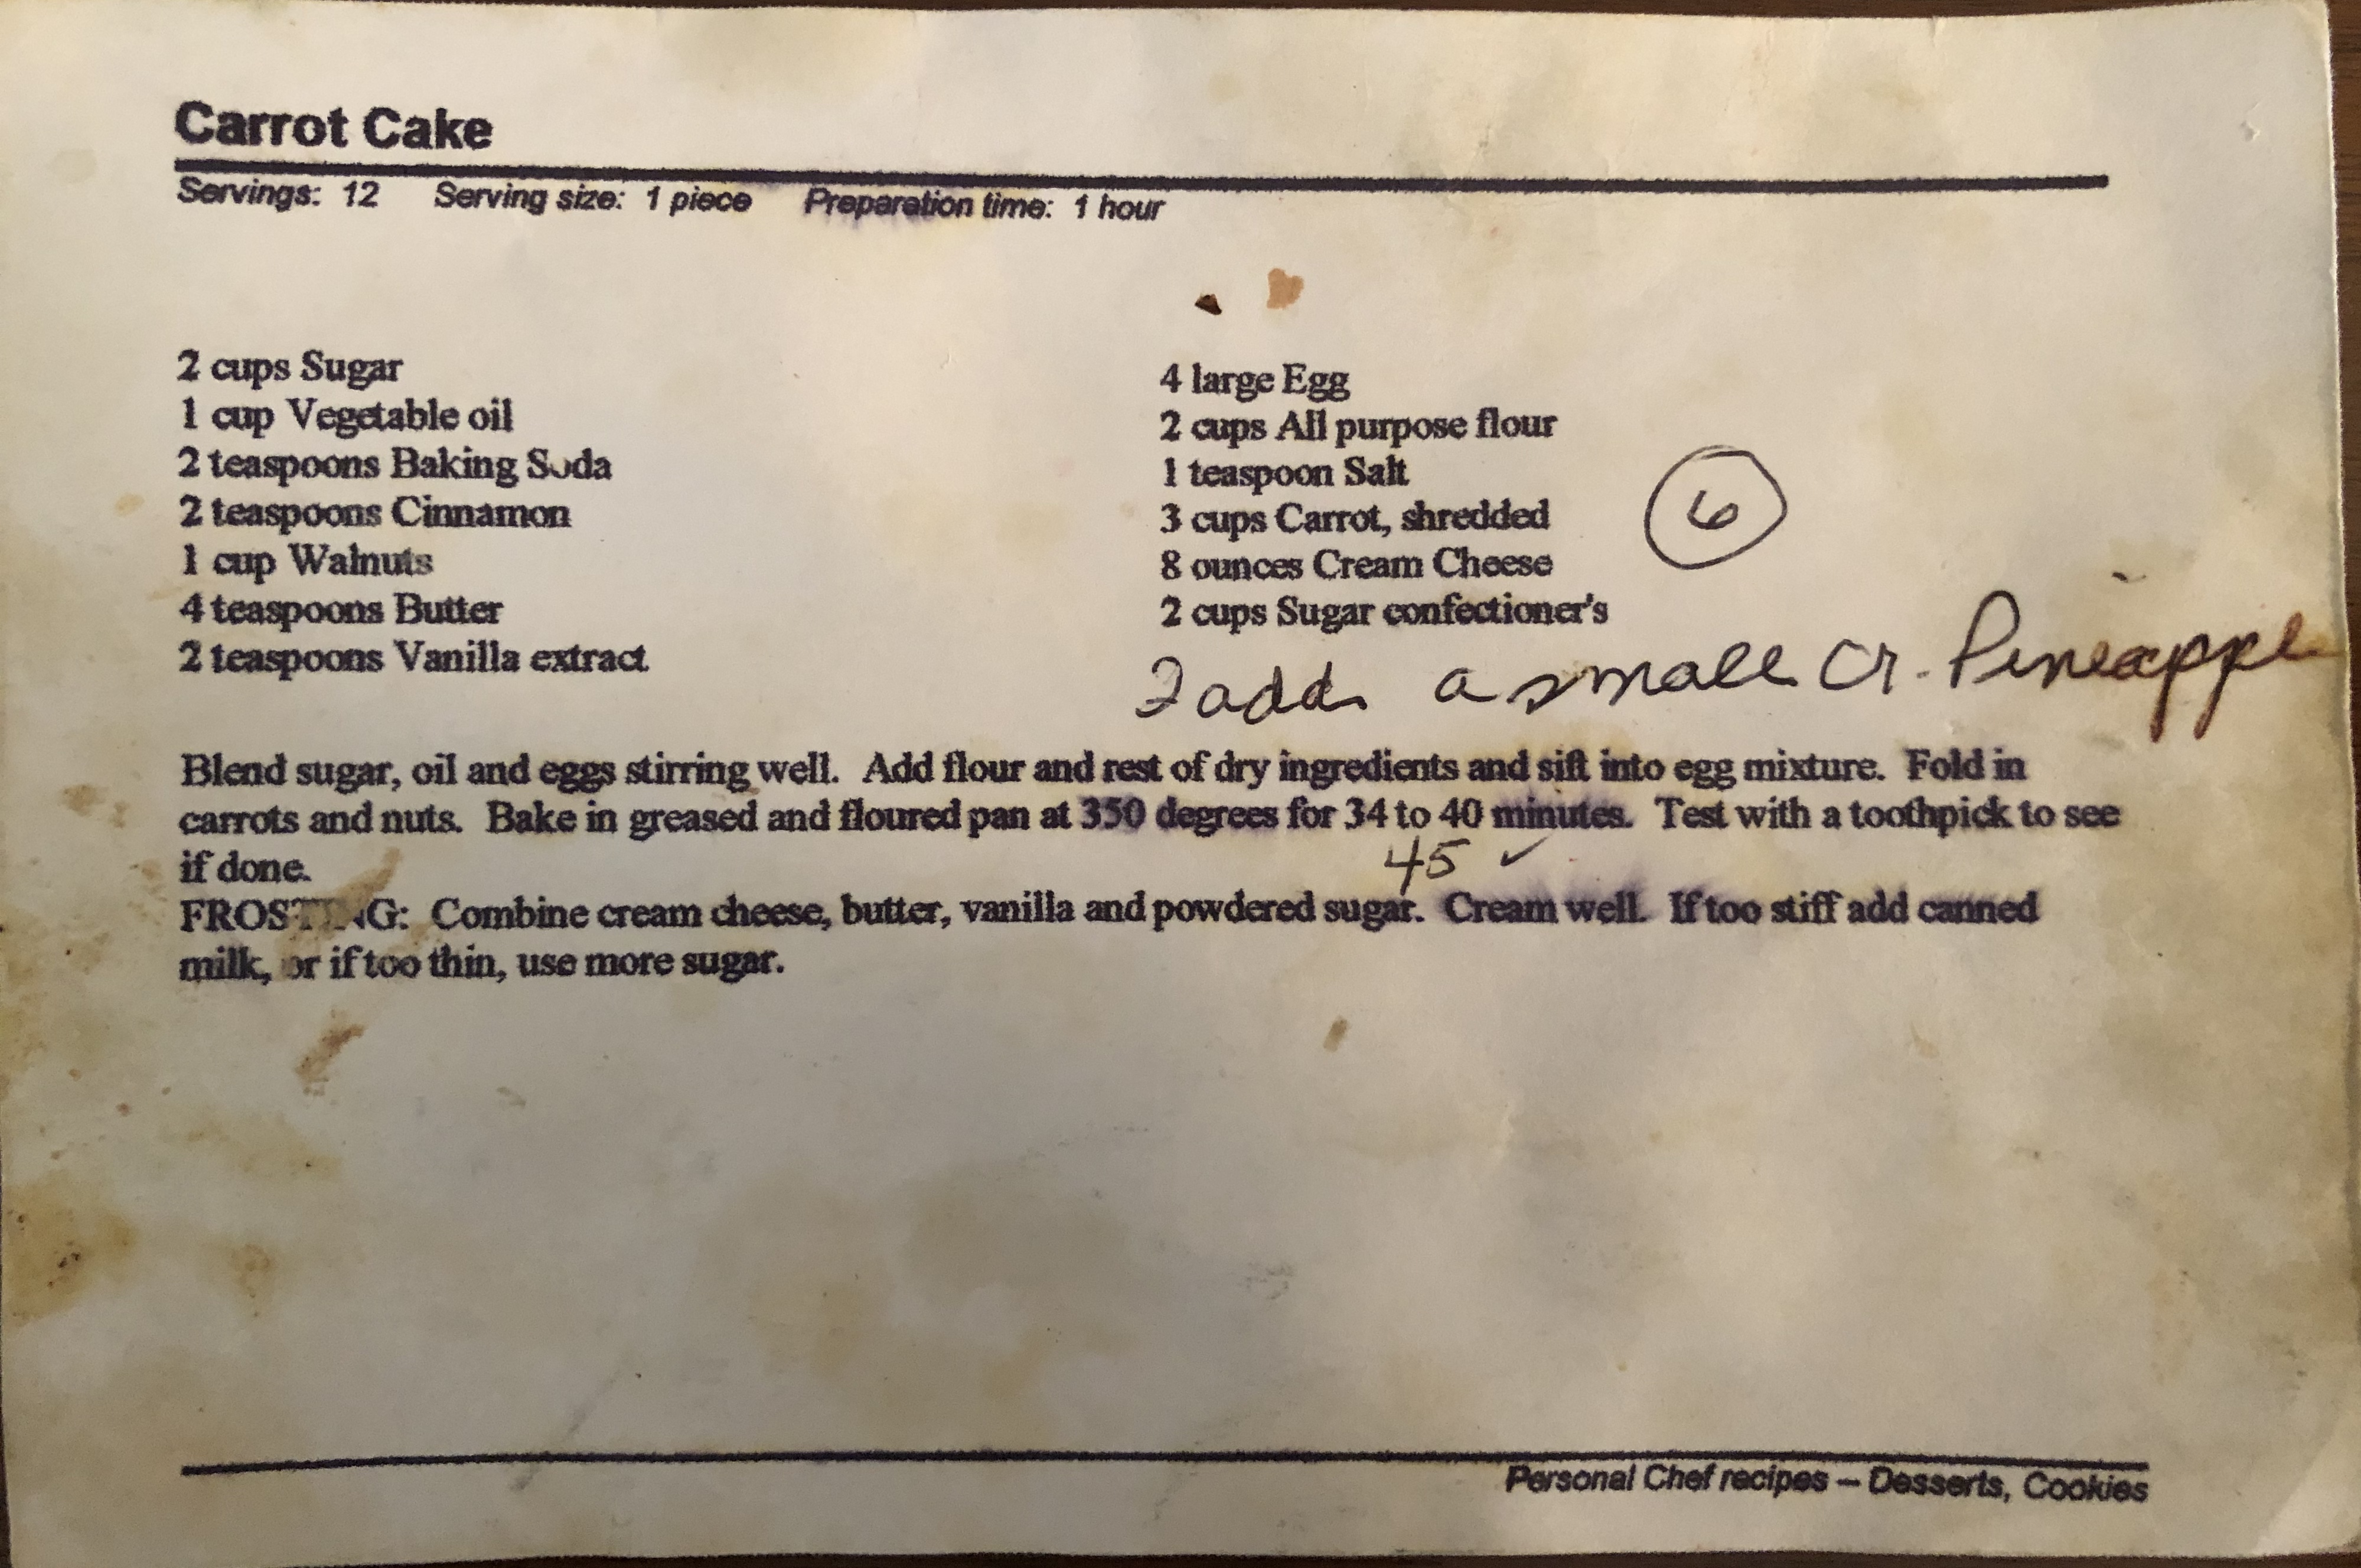 Carrot Cake
Servings: 12 Serving size: 1 piece Preparation time: 1 hour
2 cups Sugar
1 cup Vegetable oil
2 teaspoons Baking Soda
2 teaspoons Cinnamon
1 cup Walnuts
4 teaspoons Butter
2 teaspoons Vanilla extract
4 large Egg
2 cups All purpose flour
1 teaspoon Salt
3 cups Carrot, shredded
8 ounces Cream Cheese
2 cups Sugar confectioner's
6
I add a small cr. Pineapple
Blend sugar, oil and eggs stirring well. Add flour and rest of dry ingredients and sift into egg mixture. Fold in
carrots and nuts. Bake in greased and floured pan at 350 degrees for 34 to 40 minutes. Test with a toothpick to see
if done.
45 ✓
FROSTING: Combine cream cheese, butter, vanilla and powdered sugar. Cream well. If too stiff add canned
milk, or if too thin, use more sugar.
Personal Chef recipes – Desserts, Cookies